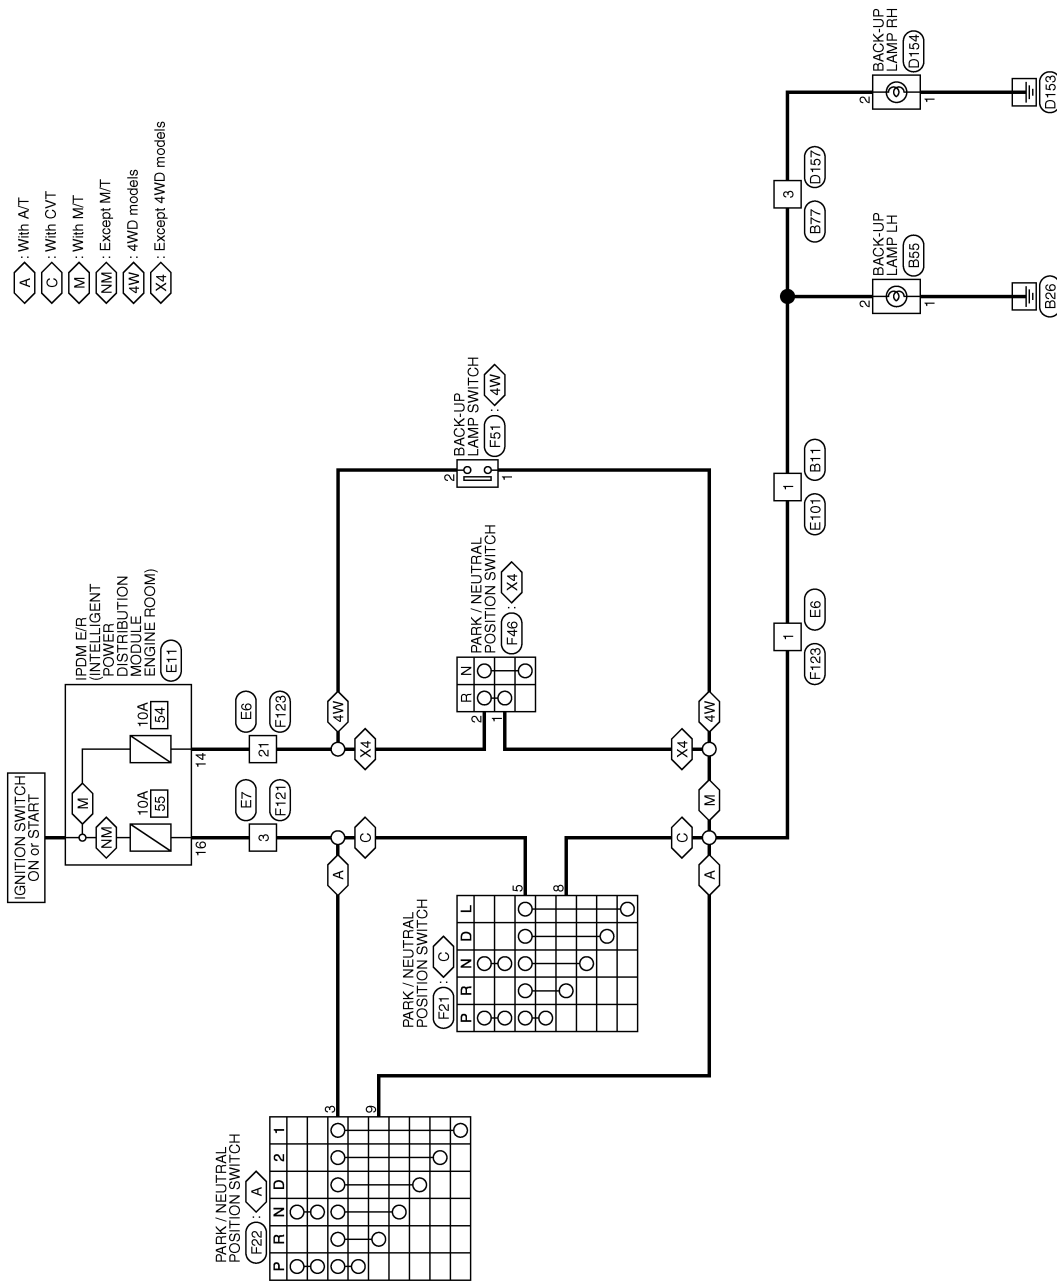 A : With A/T
C : With CVT
M : With M/T
NM : Except M/T
4W : 4WD models
X4 : Except 4WD models
IGNITION SWITCH
ON or START
IPDM E/R
(INTELLIGENT
POWER
DISTRIBUTION
MODULE
ENGINE ROOM)
E11
M
NM
10A
55
10A
54
16
14
3
E7
F121
21
E6
F123
A
C
X4
4W
PARK / NEUTRAL
POSITION SWITCH
F22 : A
P R N D 2 1
3
9
PARK / NEUTRAL
POSITION SWITCH
F21 : C
P R N D L
5
8
PARK / NEUTRAL
POSITION SWITCH
F46 : X4
R N
2
1
BACK-UP
LAMP SWITCH
F51 : 4W
2
1
A
C
M
X4
4W
1
F123
E6
1
E101
B11
3
B77
D157
BACK-UP
LAMP LH
B55
2
1
B26
BACK-UP
LAMP RH
D154
2
1
D153